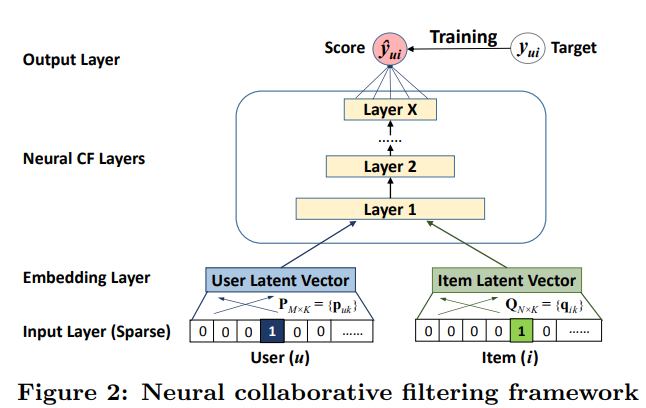 Output Layer
Score ŷui Training yui Target
Neural CF Layers
Layer X
......
Layer 2
Layer 1
Embedding Layer
User Latent Vector
Item Latent Vector
PM×K = {puk}
QN×K = {qik}
Input Layer (Sparse)
0 0 0 1 0 0 ......
0 0 0 0 1 0 ......
User (u)
Item (i)
Figure 2: Neural collaborative filtering framework